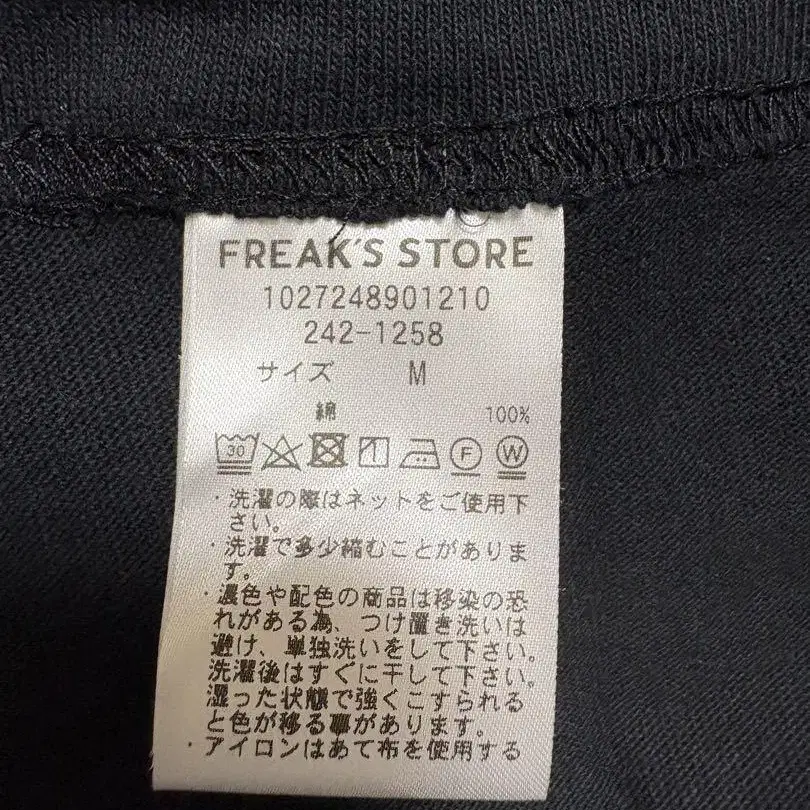 FREAK'S STORE
1027248901210
242-1258
サイズ M
綿 100%
30 F W
・洗濯の際はネットをご使用下
さい。
・洗濯で多少縮むことがありま
す。
・濃色や配色の商品は移染の恐
れがある為、つけ置き洗いは
避け、単独洗いをして下さい。
洗濯後はすぐに干して下さい。
湿った状態で強くこすられる
と色が移る事があります。
・アイロンはあて布を使用する